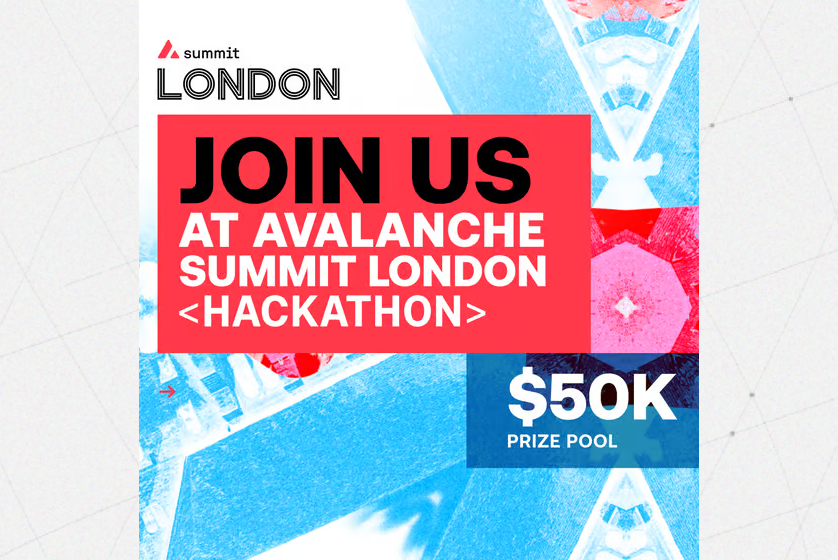 summit
LONDON
JOIN US
AT AVALANCHE
SUMMIT LONDON
<HACKATHON>
$50K
PRIZE POOL